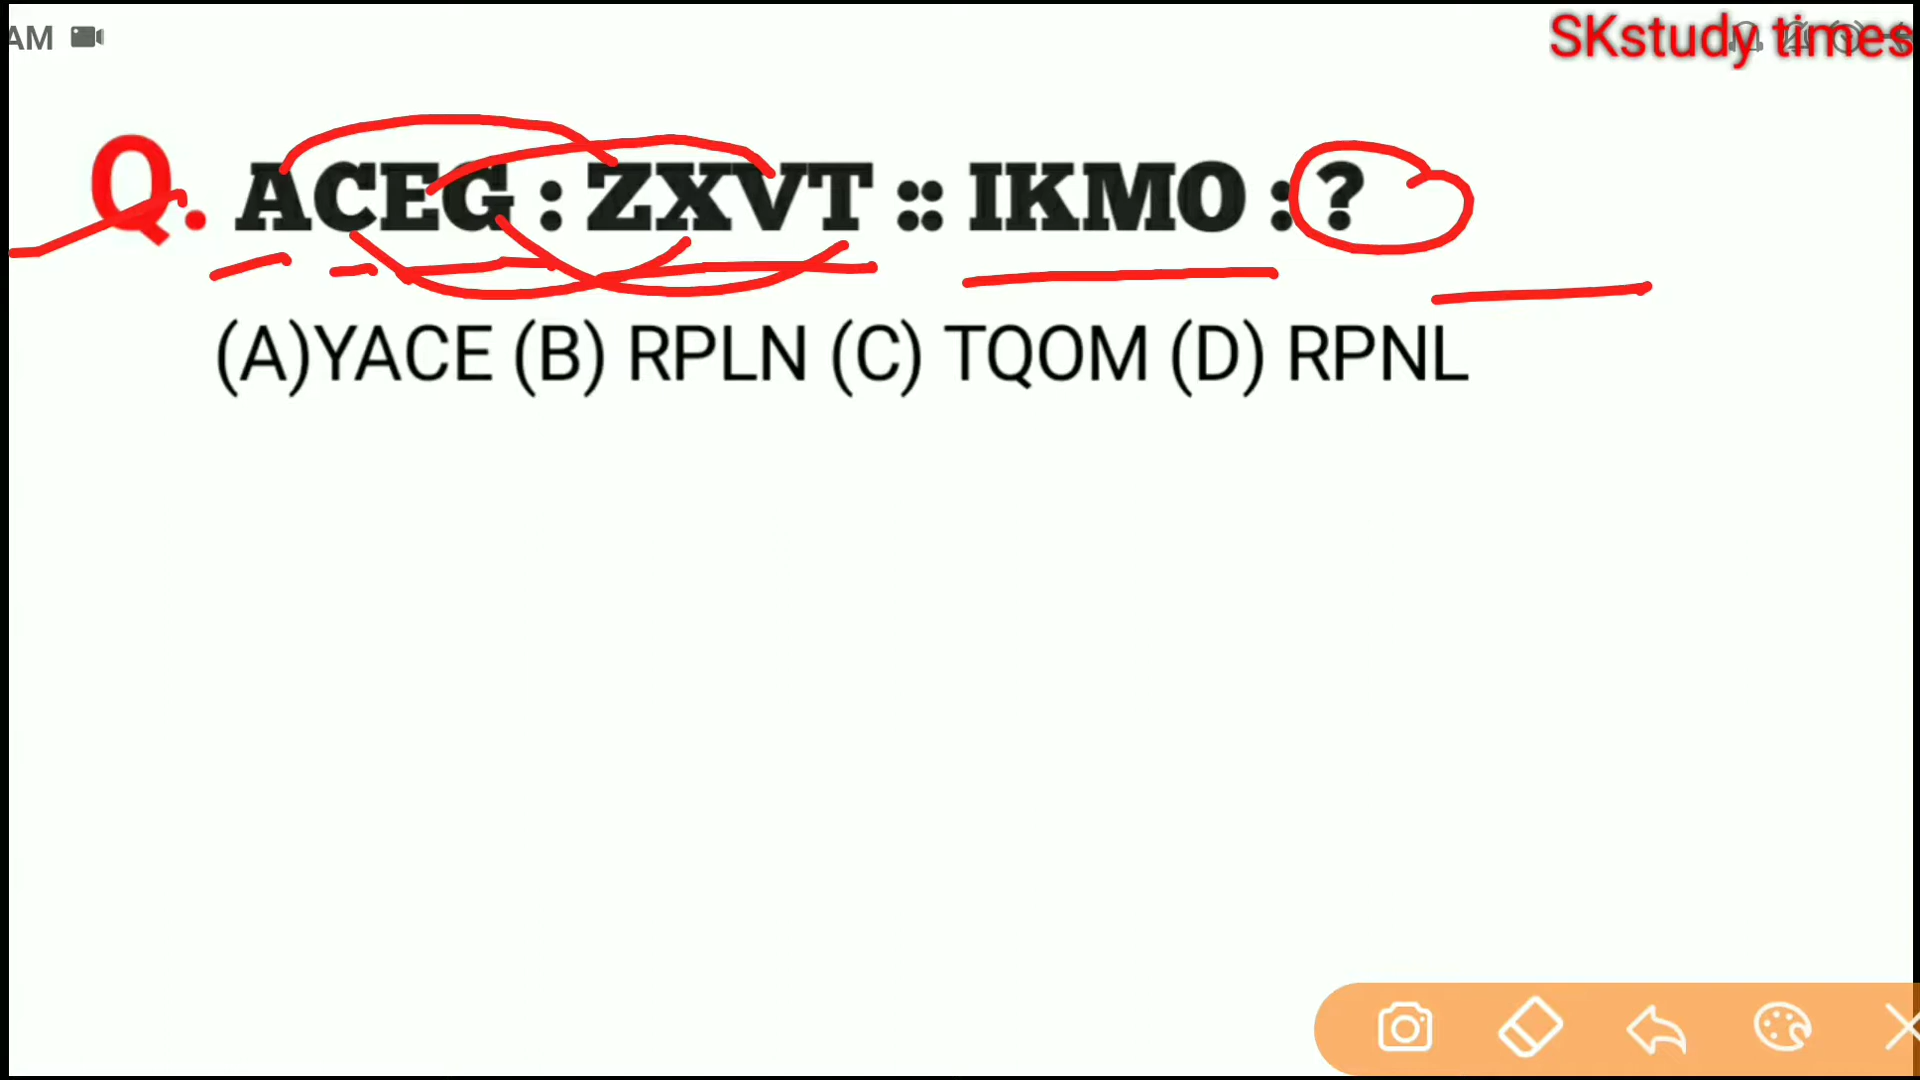 AM
SKstudy times
Q. ACEG : ZXVT :: IKMO : ?
(A)YACE (B) RPLN (C) TQOM (D) RPNL